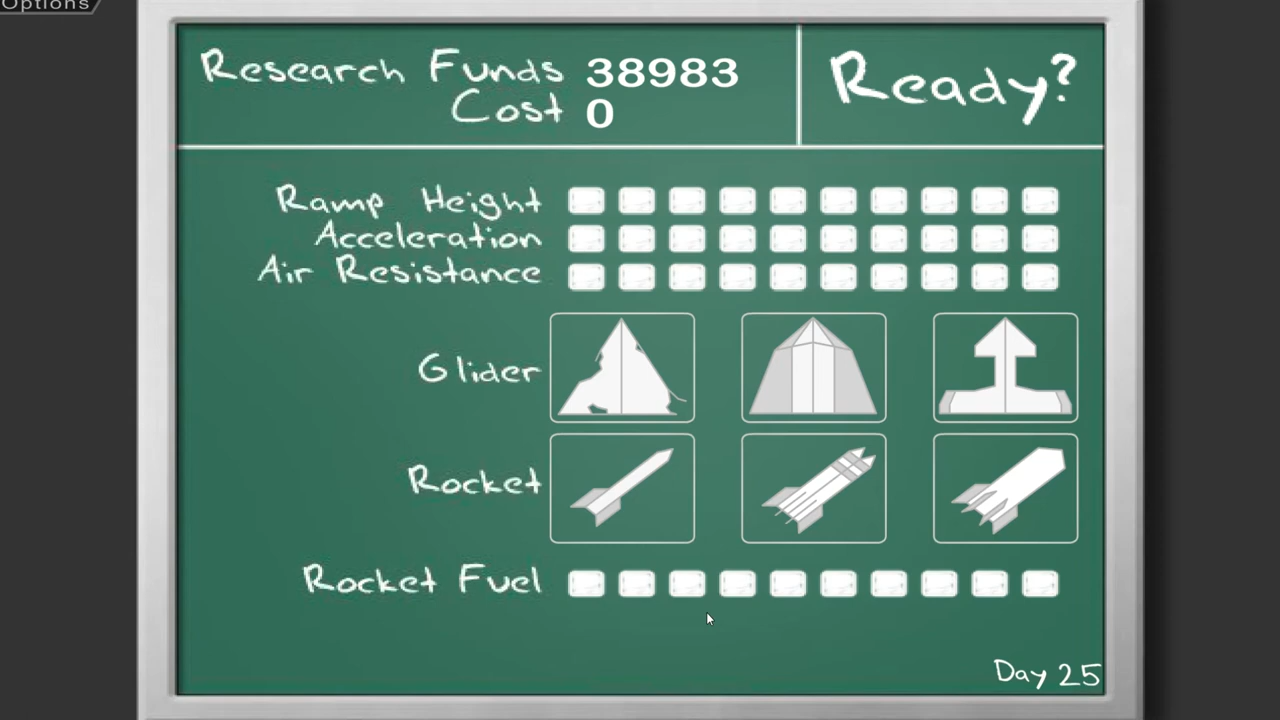 Options
Research Funds 38983
Cost 0
Ready?
Ramp Height
Acceleration
Air Resistance
Glider
Rocket
Rocket Fuel
Day 25